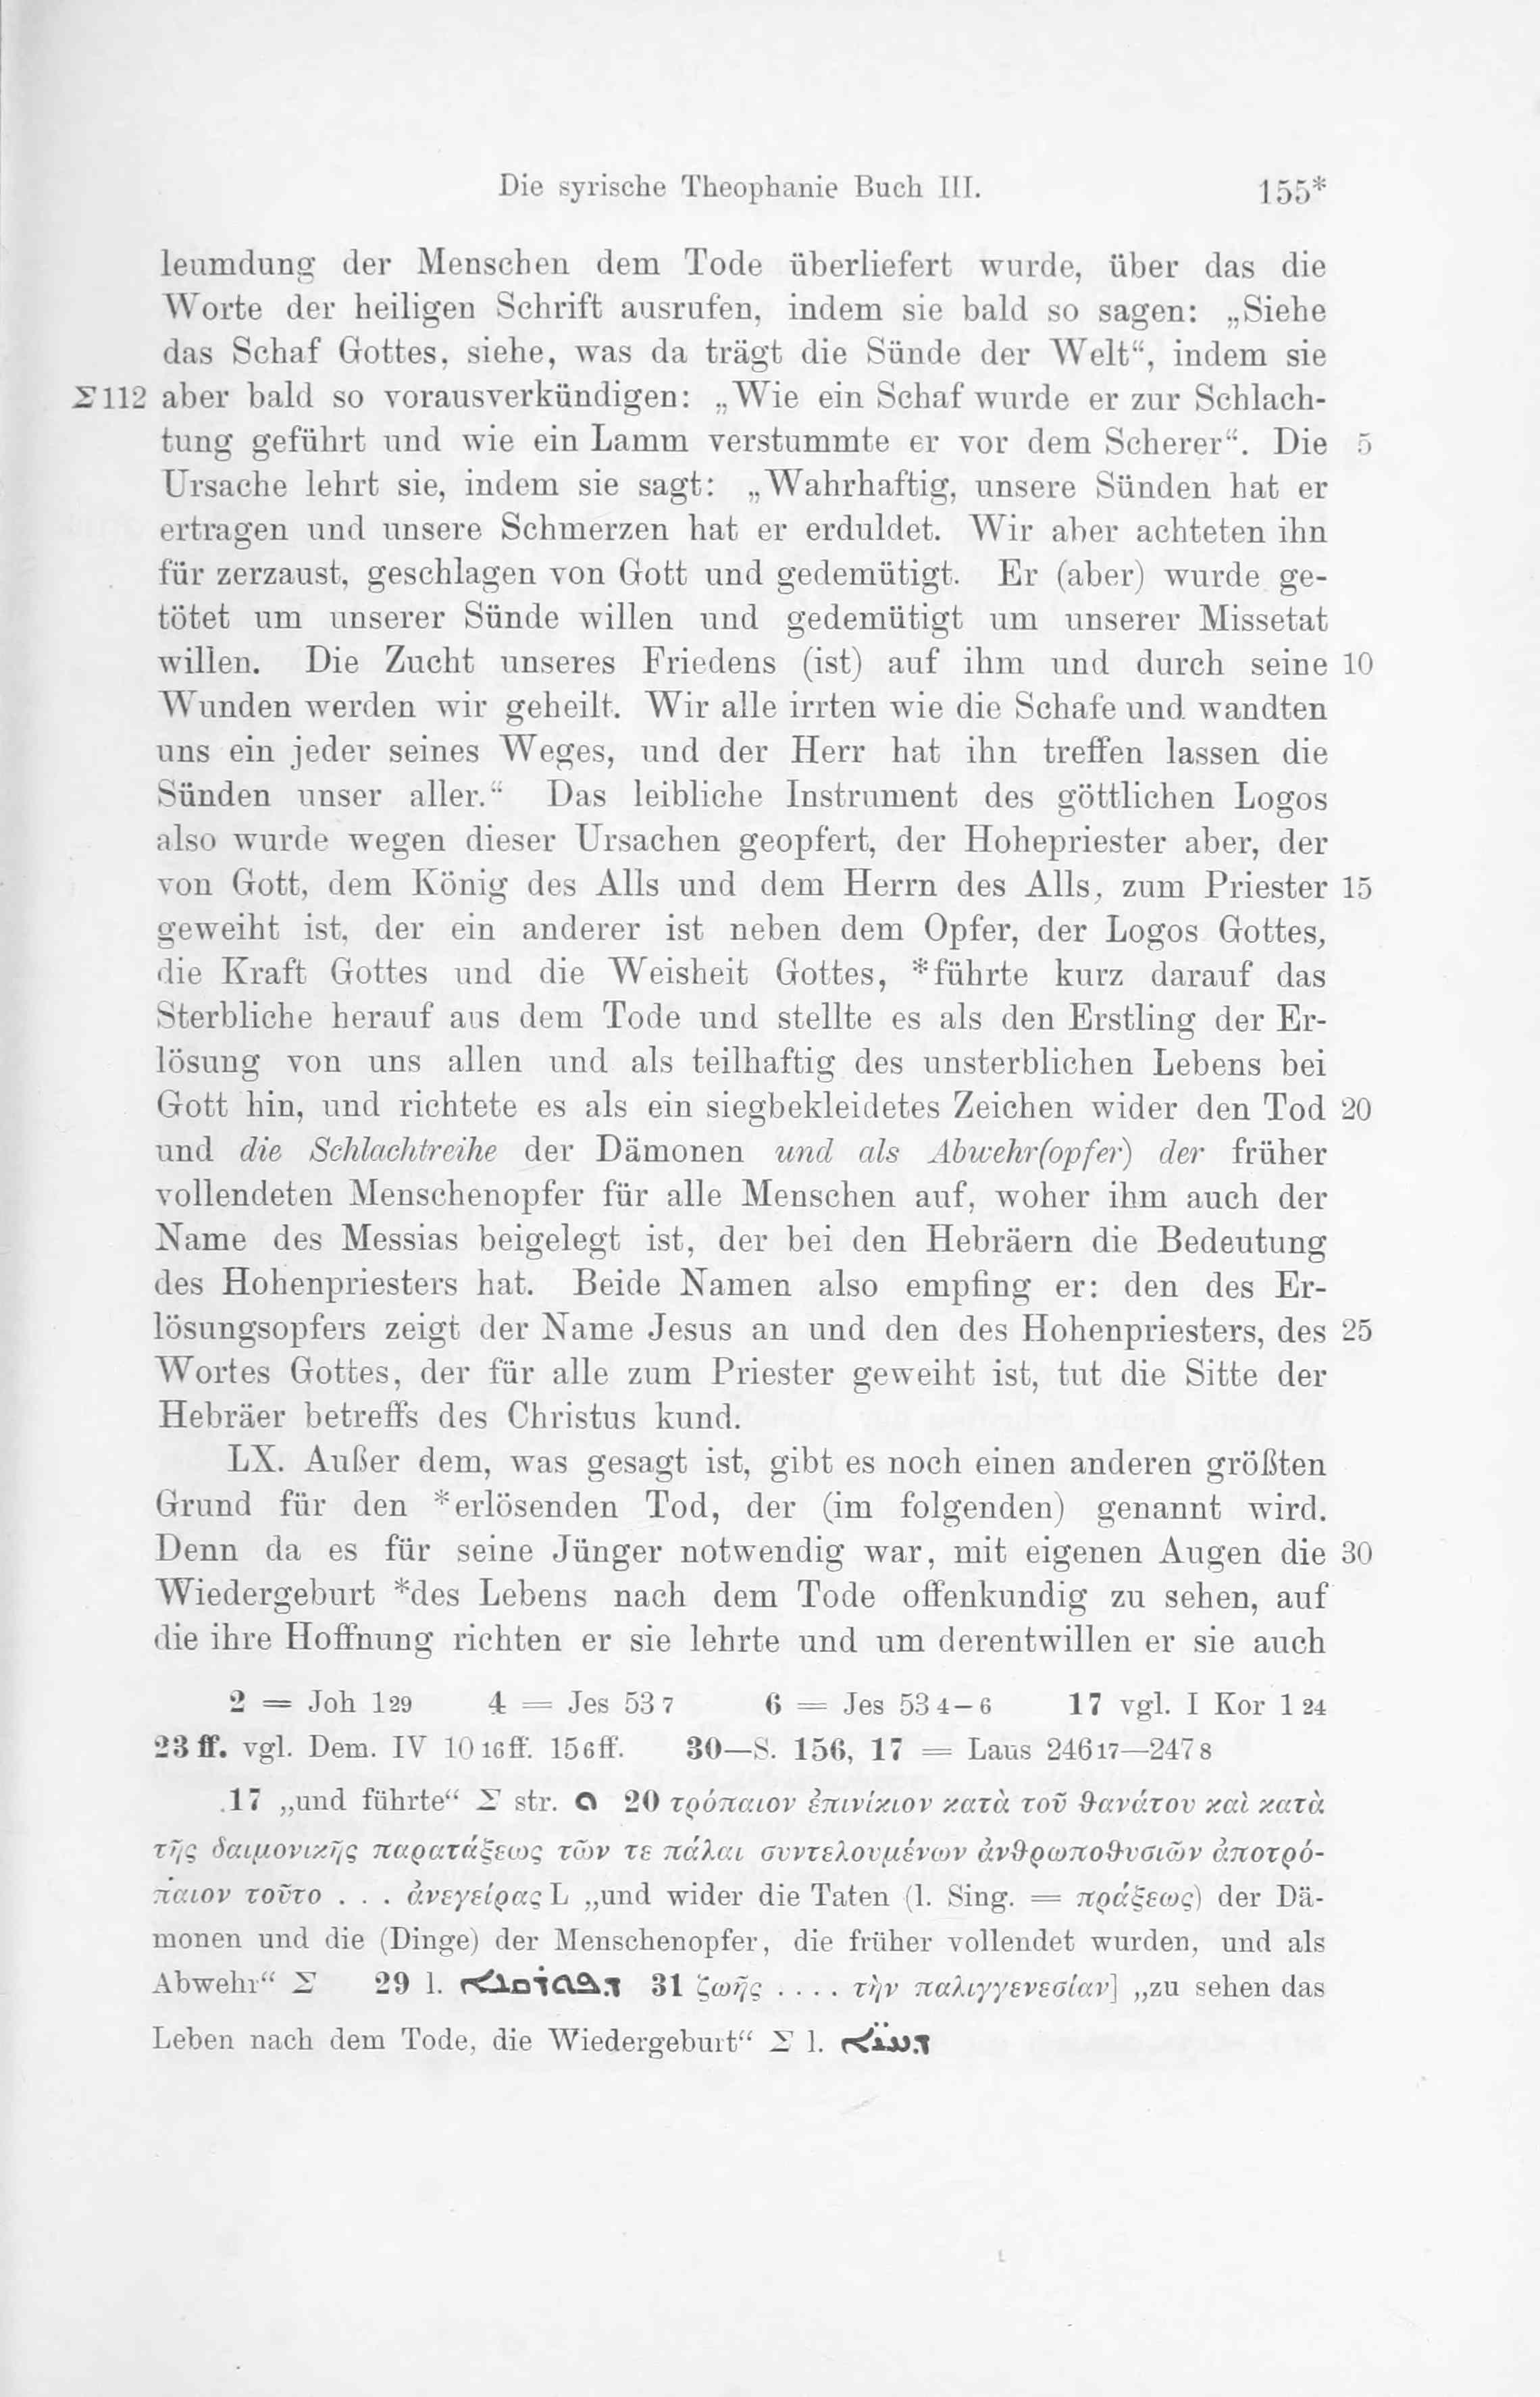 Die syrische Theophanie Buch III. 155*
leumdung der Menschen dem Tode überliefert wurde, über das die
Worte der heiligen Schrift ausrufen, indem sie bald so sagen: „Siehe
das Schaf Gottes, siehe, was da trägt die Sünde der Welt“, indem sie
Σ112 aber bald so vorausverkündigen: „Wie ein Schaf wurde er zur Schlach-
tung geführt und wie ein Lamm verstummte er vor dem Scherer“. Die 5
Ursache lehrt sie, indem sie sagt: „Wahrhaftig, unsere Sünden hat er
ertragen und unsere Schmerzen hat er erduldet. Wir aber achteten ihn
für zerzaust, geschlagen von Gott und gedemütigt. Er (aber) wurde ge-
tötet um unserer Sünde willen und gedemütigt um unserer Missetat
willen. Die Zucht unseres Friedens (ist) auf ihm und durch seine 10
Wunden werden wir geheilt. Wir alle irrten wie die Schafe und wandten
uns ein jeder seines Weges, und der Herr hat ihn treffen lassen die
Sünden unser aller.“ Das leibliche Instrument des göttlichen Logos
also wurde wegen dieser Ursachen geopfert, der Hohepriester aber, der
von Gott, dem König des Alls und dem Herrn des Alls, zum Priester 15
geweiht ist, der ein anderer ist neben dem Opfer, der Logos Gottes,
die Kraft Gottes und die Weisheit Gottes, *führte kurz darauf das
Sterbliche herauf aus dem Tode und stellte es als den Erstling der Er-
lösung von uns allen und als teilhaftig des unsterblichen Lebens bei
Gott hin, und richtete es als ein siegbekleidetes Zeichen wider den Tod 20
und die Schlachtreihe der Dämonen und als Abwehr(opfer) der früher
vollendeten Menschenopfer für alle Menschen auf, woher ihm auch der
Name des Messias beigelegt ist, der bei den Hebräern die Bedeutung
des Hohenpriesters hat. Beide Namen also empfing er: den des Er-
lösungsopfers zeigt der Name Jesus an und den des Hohenpriesters, des 25
Wortes Gottes, der für alle zum Priester geweiht ist, tut die Sitte der
Hebräer betreffs des Christus kund.
LX. Außer dem, was gesagt ist, gibt es noch einen anderen größten
Grund für den *erlösenden Tod, der (im folgenden) genannt wird.
Denn da es für seine Jünger notwendig war, mit eigenen Augen die 30
Wiedergeburt *des Lebens nach dem Tode offenkundig zu sehen, auf
die ihre Hoffnung richten er sie lehrte und um derentwillen er sie auch
2 = Joh 1 29 4 = Jes 53 7 6 = Jes 53 4–6 17 vgl. I Kor 1 24
23 ff. vgl. Dem. IV 10 16ff. 15 6ff. 30—S. 156, 17 = Laus 246 17—247 8
17 „und führte“ Σ str. ܘ 20 τρόπαιον ἐπινίκιον κατὰ τοῦ θανάτου καὶ κατὰ
τῆς δαιμονικῆς παρατάξεως τῶν τε πάλαι συντελουμένων ἀνθρωποθυσιῶν ἀποτρό-
παιον τοῦτο . . . ἀνεγείρας L „und wider die Taten (l. Sing. = πράξεως) der Dä-
monen und die (Dinge) der Menschenopfer, die früher vollendet wurden, und als
Abwehr“ Σ 29 l. ܕܦܘܪܩܢܐ 31 ζωῆς . . . . τὴν παλιγγενεσίαν] „zu sehen das
Leben nach dem Tode, die Wiedergeburt“ Σ l. ܕܚܝ̈ܐ